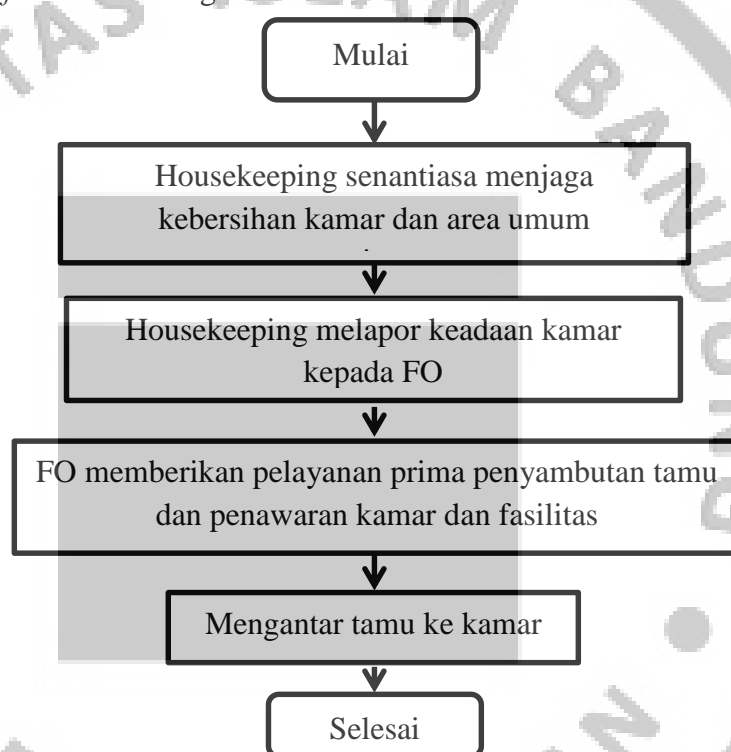 Mulai
Housekeeping senantiasa menjaga
kebersihan kamar dan area umum
Housekeeping melapor keadaan kamar
kepada FO
FO memberikan pelayanan prima penyambutan tamu
dan penawaran kamar dan fasilitas
Mengantar tamu ke kamar
Selesai
BANDUNG